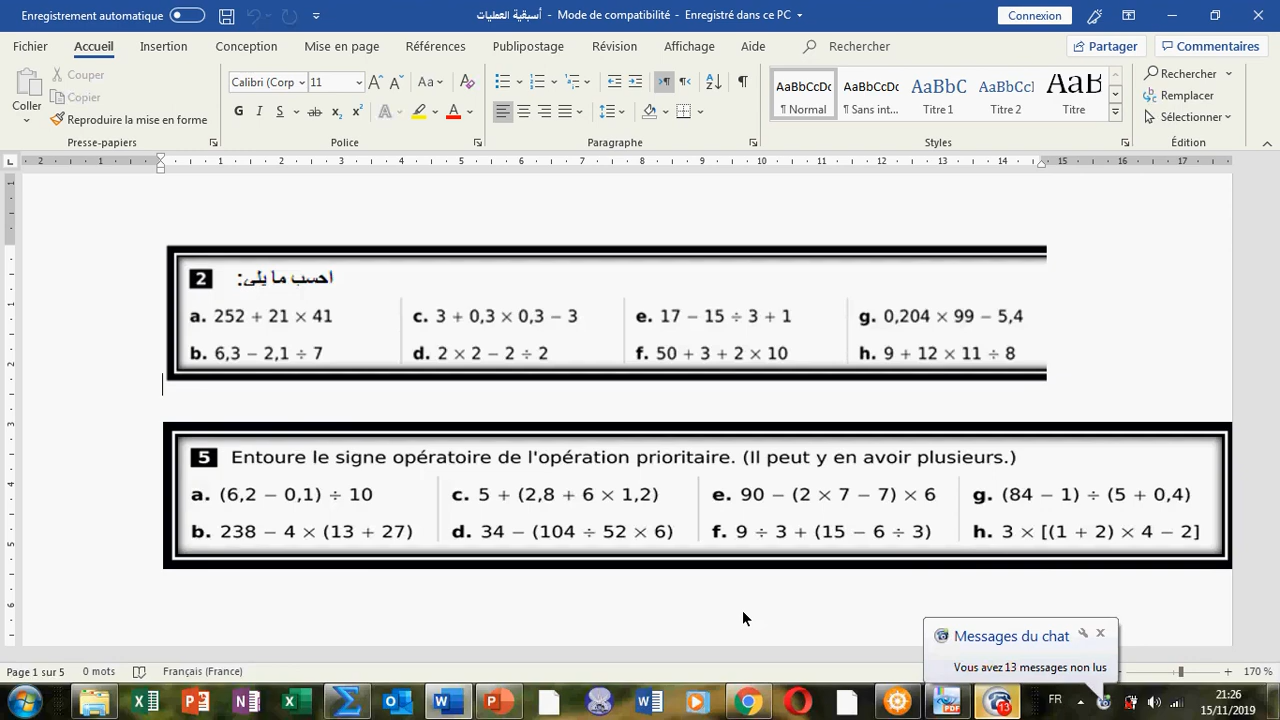 Enregistrement automatique
أسبقية العمليات - Mode de compatibilité - Enregistré dans ce PC
Connexion
Fichier Accueil Insertion Conception Mise en page Références Publipostage Révision Affichage Aide Rechercher Partager Commentaires
Coller
Couper
Copier
Reproduire la mise en forme
Presse-papiers
Calibri (Corp 11
Police
Paragraphe
AaBbCcDc AaBbCcDc AaBbC AaBbCcI AaB
¶ Normal ¶ Sans int... Titre 1 Titre 2 Titre
Styles
Rechercher
Remplacer
Sélectionner
Édition
2 احسب ما يلي:
a. 252 + 21 × 41 c. 3 + 0,3 × 0,3 − 3 e. 17 − 15 ÷ 3 + 1 g. 0,204 × 99 − 5,4
b. 6,3 − 2,1 ÷ 7 d. 2 × 2 − 2 ÷ 2 f. 50 + 3 + 2 × 10 h. 9 + 12 × 11 ÷ 8
5 Entoure le signe opératoire de l'opération prioritaire. (Il peut y en avoir plusieurs.)
a. (6,2 − 0,1) ÷ 10 c. 5 + (2,8 + 6 × 1,2) e. 90 − (2 × 7 − 7) × 6 g. (84 − 1) ÷ (5 + 0,4)
b. 238 − 4 × (13 + 27) d. 34 − (104 ÷ 52 × 6) f. 9 ÷ 3 + (15 − 6 ÷ 3) h. 3 × [(1 + 2) × 4 − 2]
Messages du chat
Vous avez 13 messages non lus
Page 1 sur 5 0 mots Français (France) 170 %
FR
21:26
15/11/2019